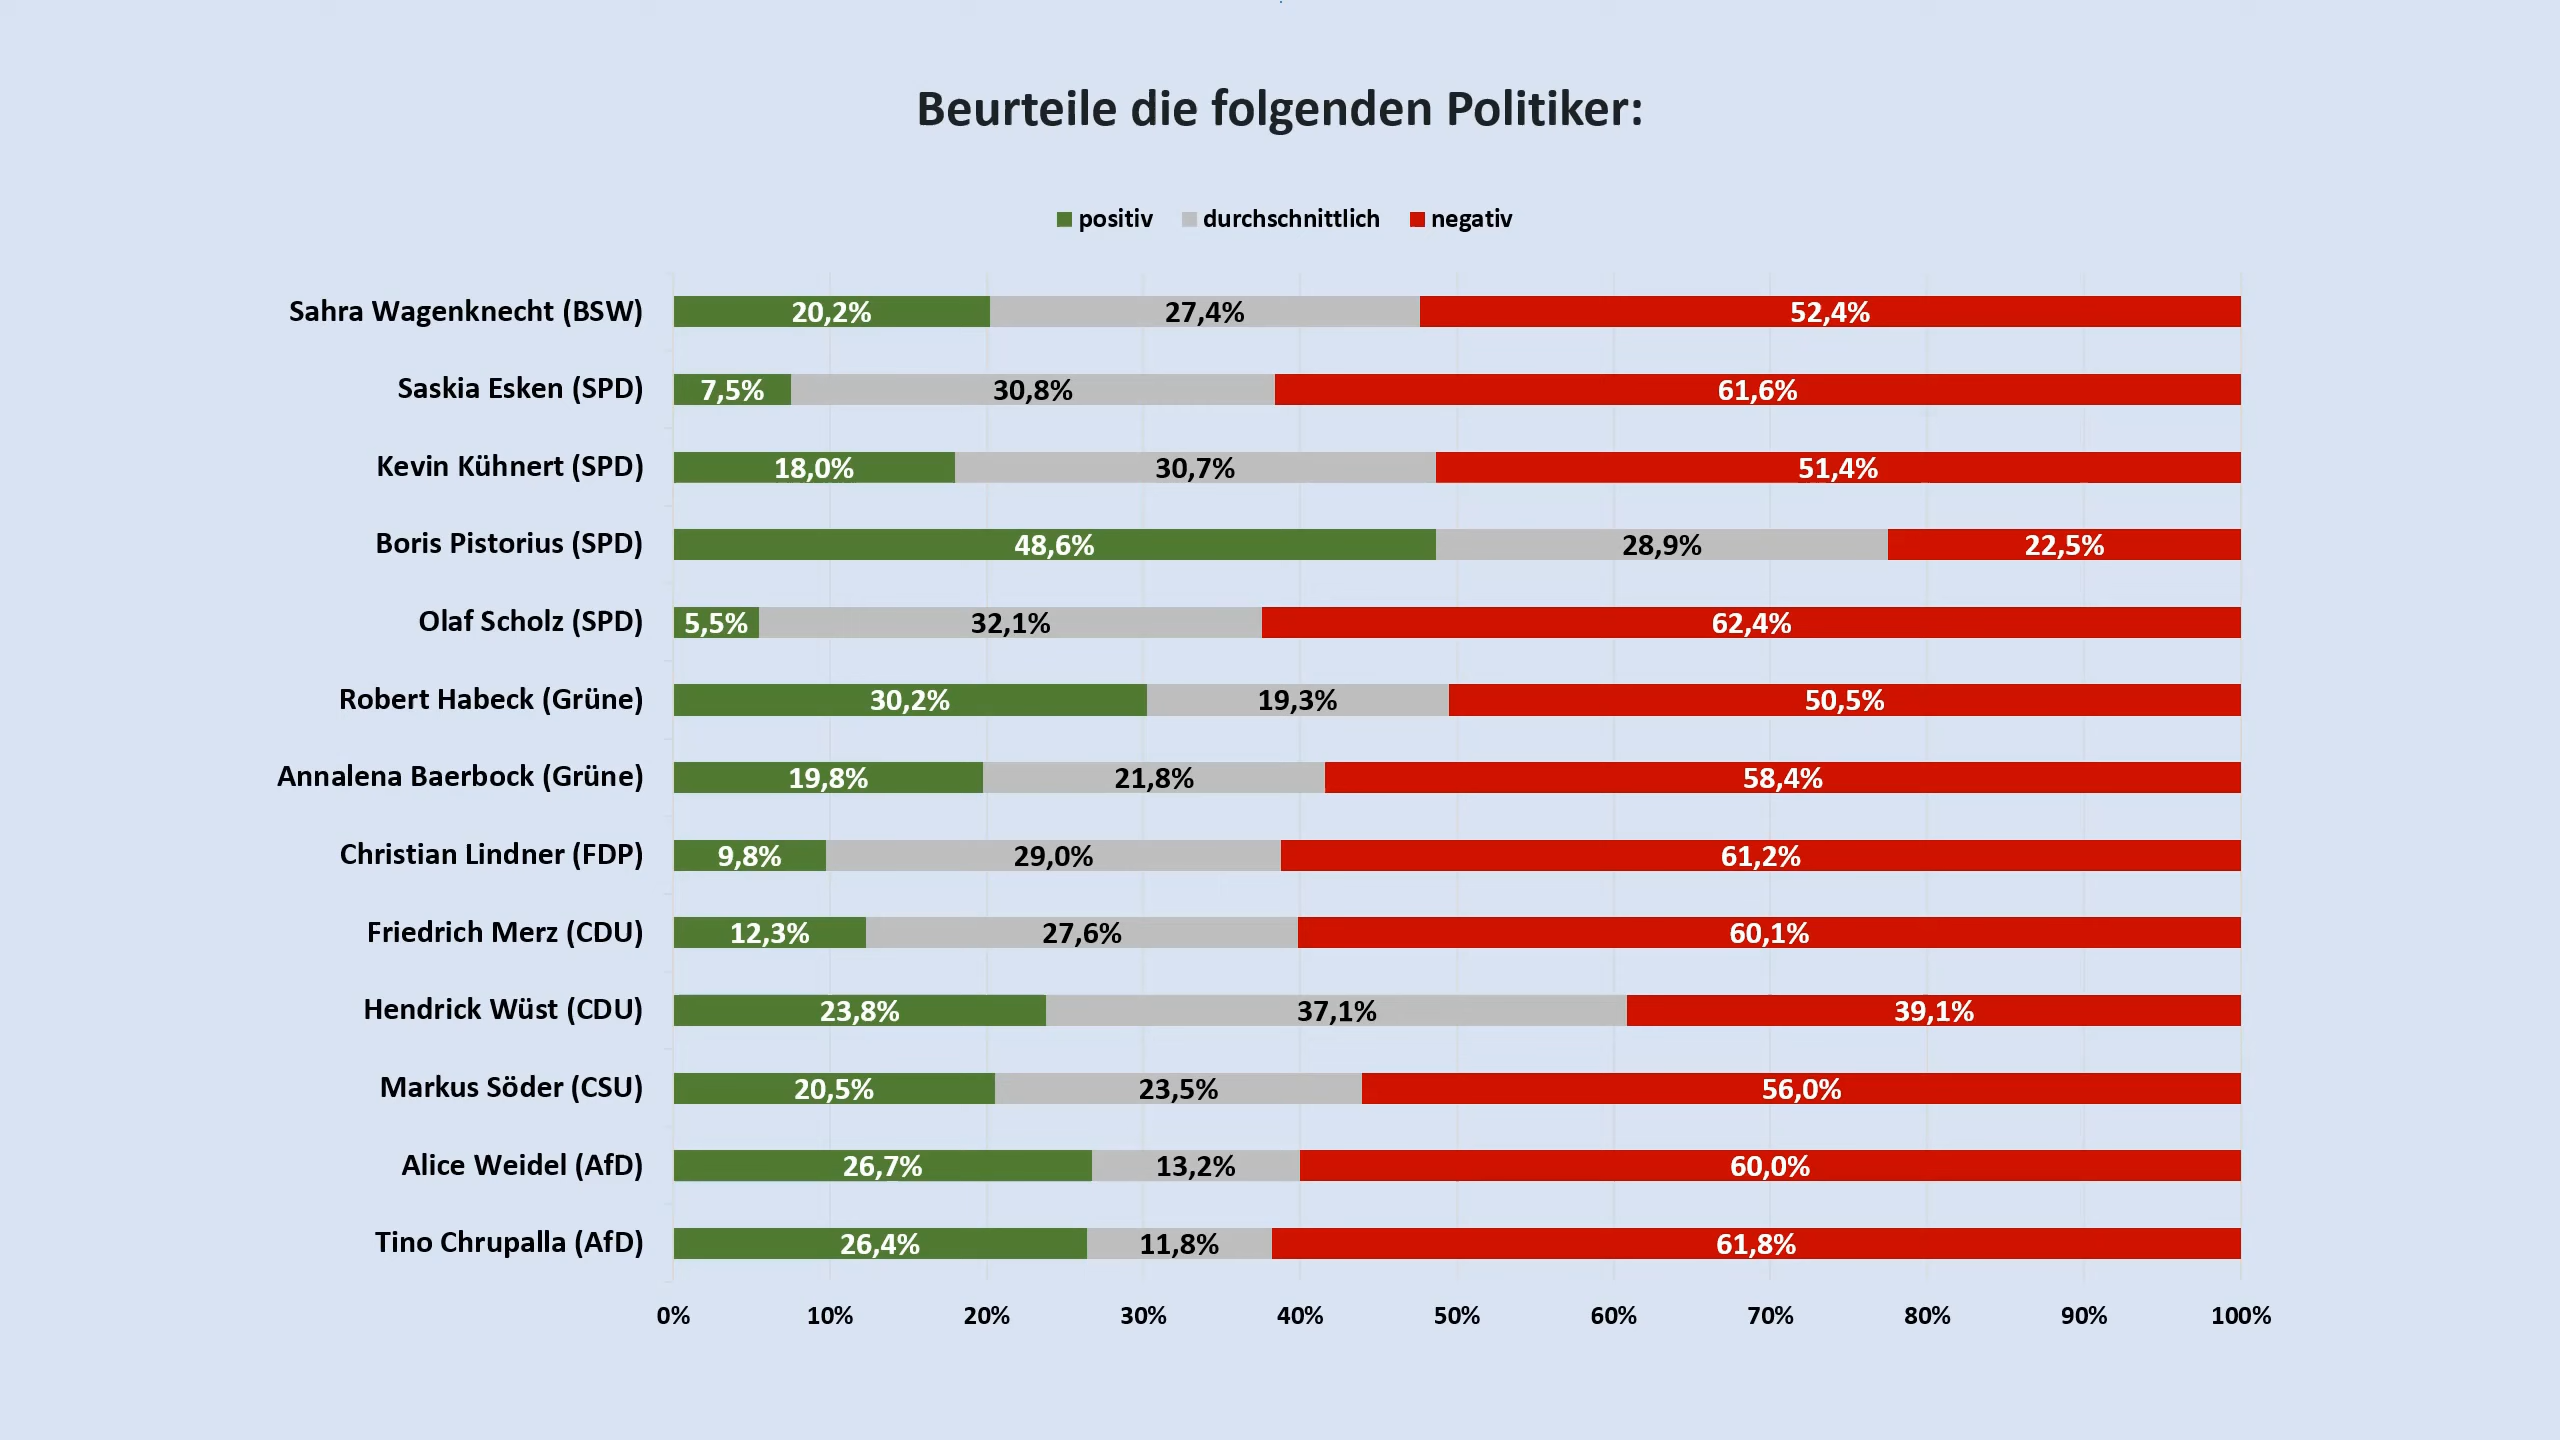 Beurteile die folgenden Politiker:
positiv durchschnittlich negativ
Sahra Wagenknecht (BSW) 20,2% 27,4% 52,4%
Saskia Esken (SPD) 7,5% 30,8% 61,6%
Kevin Kühnert (SPD) 18,0% 30,7% 51,4%
Boris Pistorius (SPD) 48,6% 28,9% 22,5%
Olaf Scholz (SPD) 5,5% 32,1% 62,4%
Robert Habeck (Grüne) 30,2% 19,3% 50,5%
Annalena Baerbock (Grüne) 19,8% 21,8% 58,4%
Christian Lindner (FDP) 9,8% 29,0% 61,2%
Friedrich Merz (CDU) 12,3% 27,6% 60,1%
Hendrick Wüst (CDU) 23,8% 37,1% 39,1%
Markus Söder (CSU) 20,5% 23,5% 56,0%
Alice Weidel (AfD) 26,7% 13,2% 60,0%
Tino Chrupalla (AfD) 26,4% 11,8% 61,8%
0% 10% 20% 30% 40% 50% 60% 70% 80% 90% 100%